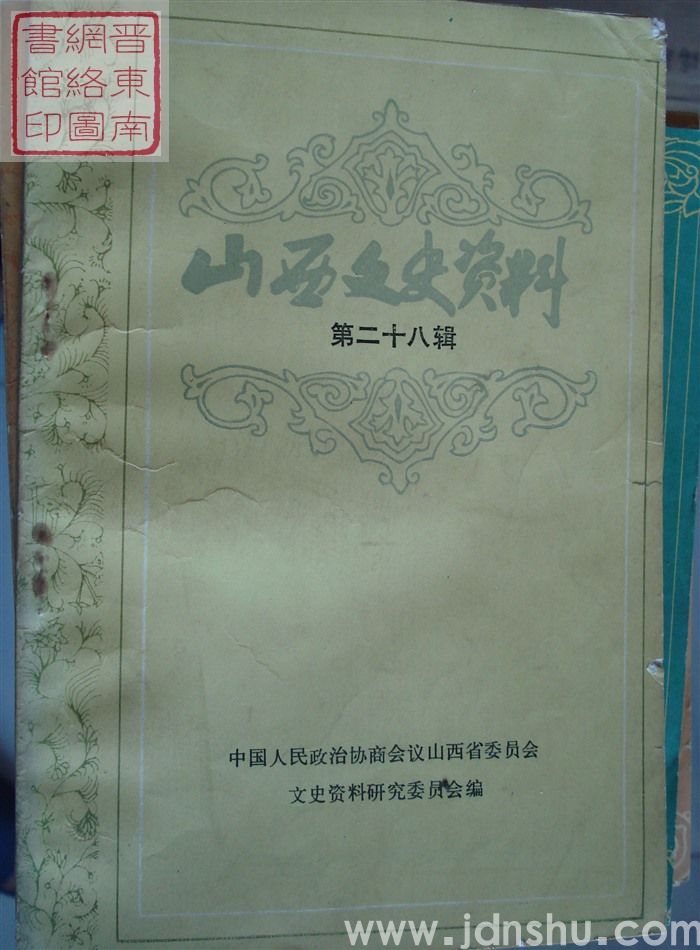 晋東南
網絡圖
書館印
山西文史资料
第二十八辑
中国人民政治协商会议山西省委员会
文史资料研究委员会编
www.jdnshu.com